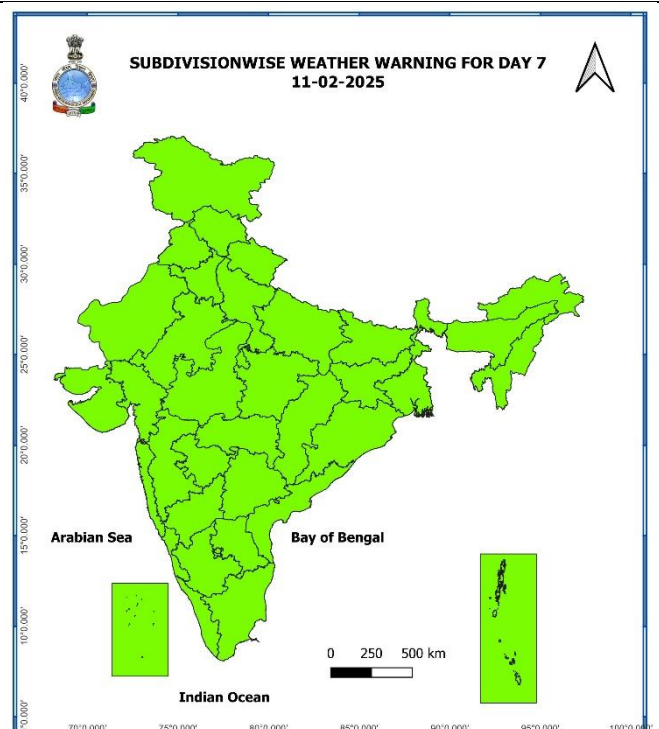 SUBDIVISIONWISE WEATHER WARNING FOR DAY 7
11-02-2025
40°0.000'
35°0.000'
30°0.000'
25°0.000'
20°0.000'
15°0.000'
10°0.000'
Arabian Sea
Bay of Bengal
0 250 500 km
Indian Ocean
70°0.000' 75°0.000' 80°0.000' 85°0.000' 90°0.000' 95°0.000'